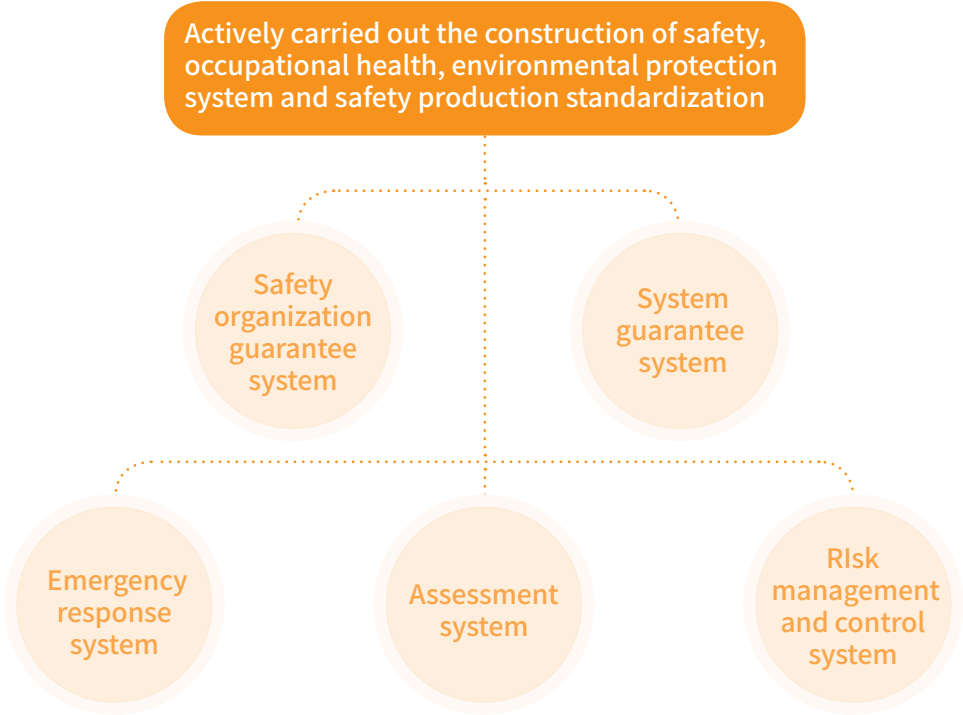 Actively carried out the construction of safety,
occupational health, environmental protection
system and safety production standardization
Safety
organization
guarantee
system
System
guarantee
system
Emergency
response
system
Assessment
system
RIsk
management
and control
system